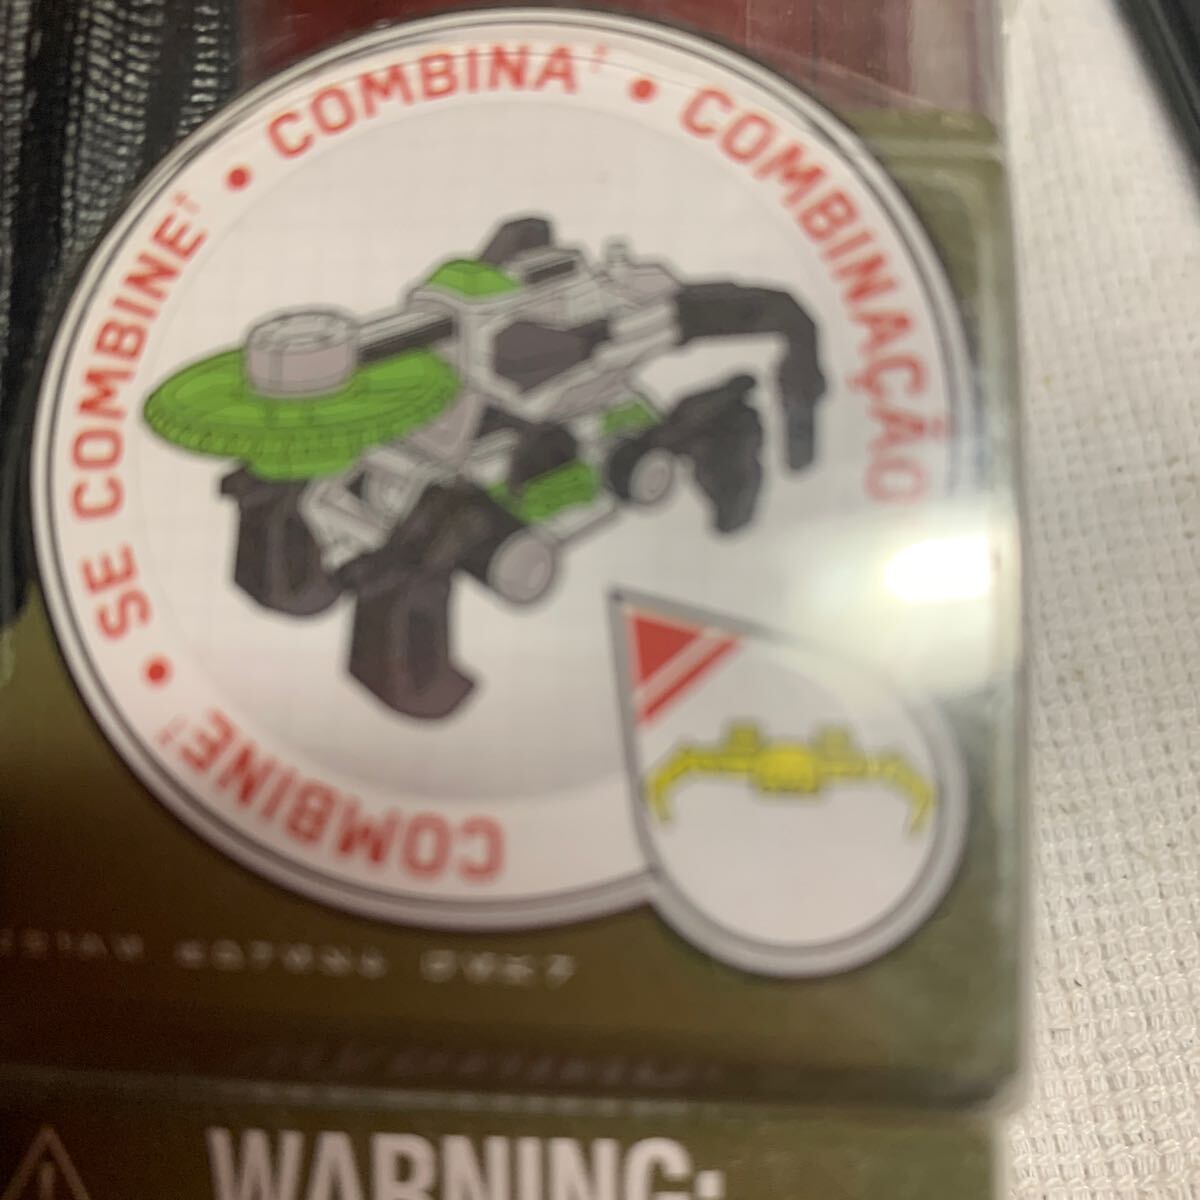 COMBINE†
• SE COMBINE†
• COMBINA†
• COMBINAÇÃO
WARNING: